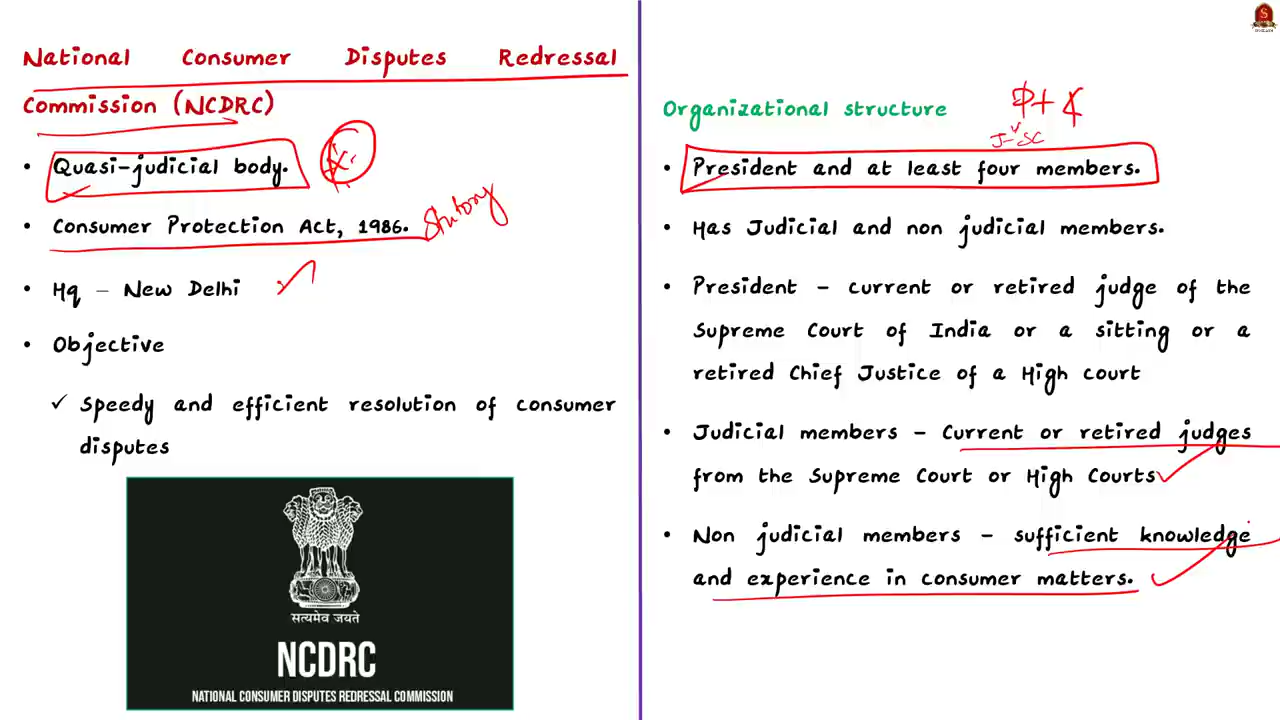 National Consumer Disputes Redressal
Commission (NCDRC)
• Quasi-judicial body.
• Consumer Protection Act, 1986. Statutory
• Hq – New Delhi
• Objective
✓ Speedy and efficient resolution of consumer
disputes
सत्यमेव जयते
NCDRC
NATIONAL CONSUMER DISPUTES REDRESSAL COMMISSION
Organizational structure
P+4
J-SC
• President and at least four members.
• Has Judicial and non judicial members.
• President – current or retired judge of the
Supreme Court of India or a sitting or a
retired Chief Justice of a High court
• Judicial members – Current or retired judges
from the Supreme Court or High Courts
• Non judicial members – sufficient knowledge
and experience in consumer matters.